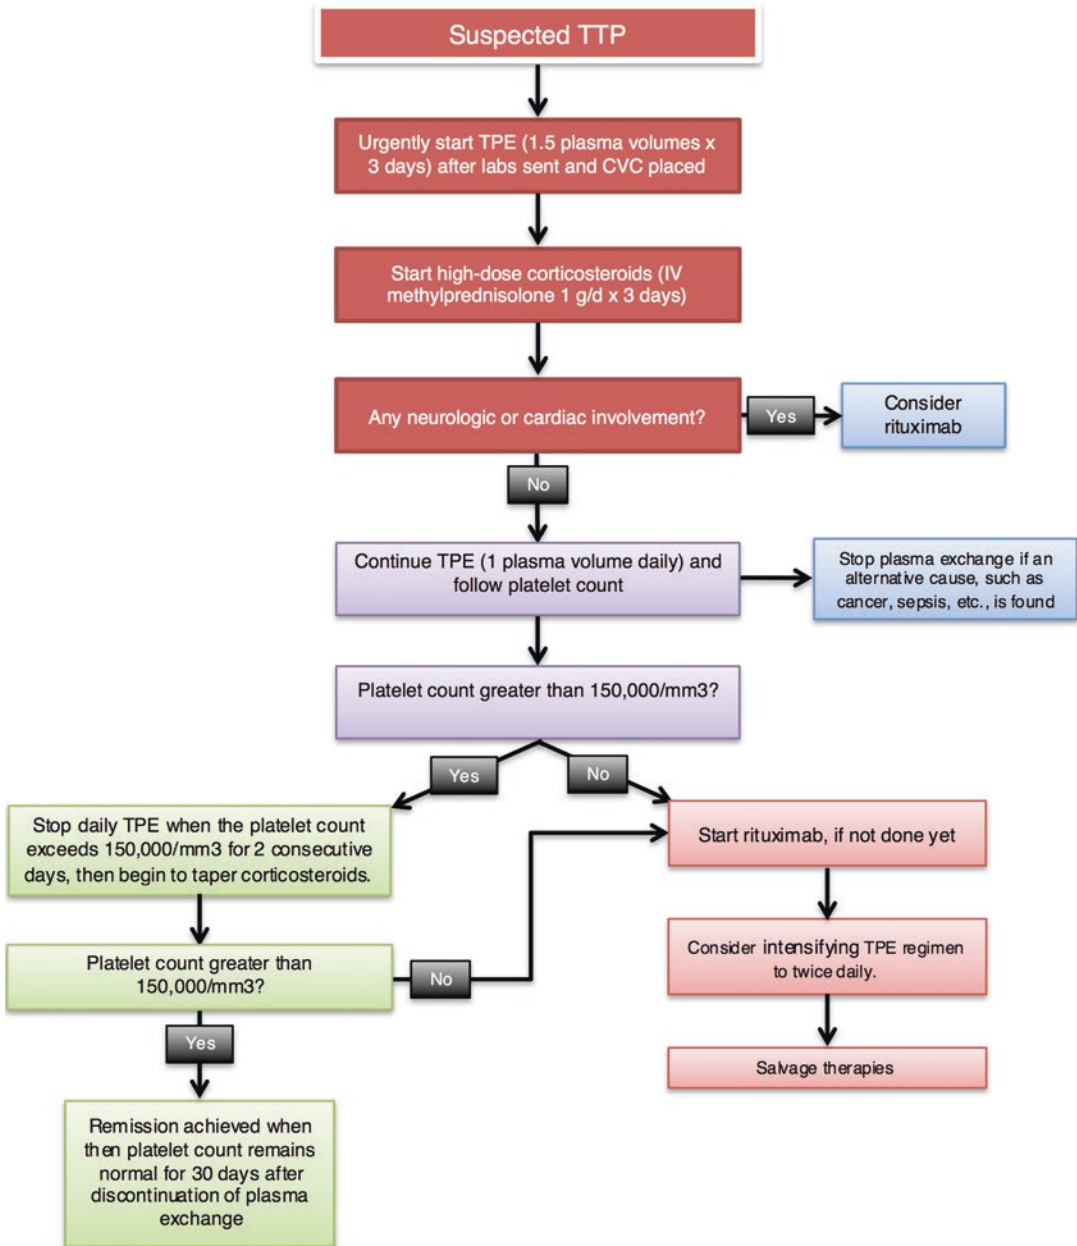 Suspected TTP
Urgently start TPE (1.5 plasma volumes x
3 days) after labs sent and CVC placed
Start high-dose corticosteroids (IV
methylprednisolone 1 g/d x 3 days)
Any neurologic or cardiac involvement?
Yes
Consider
rituximab
No
Continue TPE (1 plasma volume daily) and
follow platelet count
Stop plasma exchange if an
alternative cause, such as
cancer, sepsis, etc., is found
Platelet count greater than 150,000/mm3?
Yes
No
Stop daily TPE when the platelet count
exceeds 150,000/mm3 for 2 consecutive
days, then begin to taper corticosteroids.
Start rituximab, if not done yet
Platelet count greater than
150,000/mm3?
No
Consider intensifying TPE regimen
to twice daily.
Yes
Salvage therapies
Remission achieved when
then platelet count remains
normal for 30 days after
discontinuation of plasma
exchange